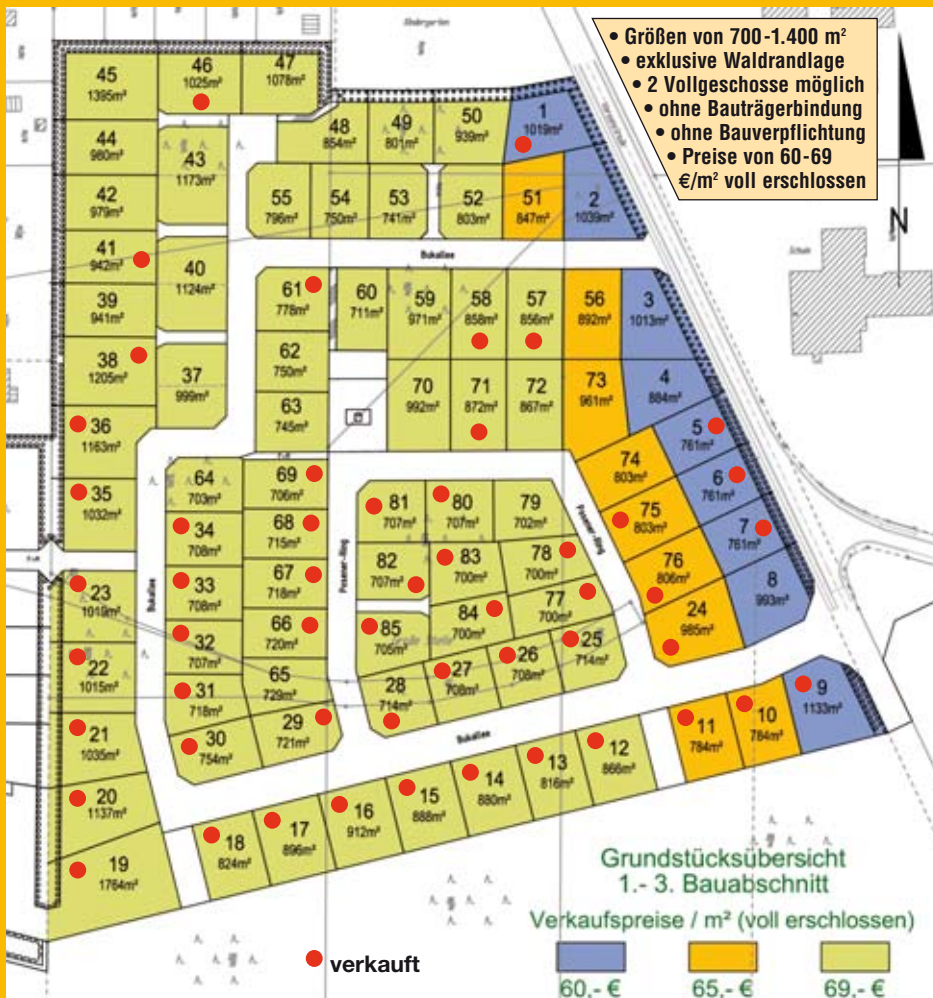 Kindergarten
• Größen von 700-1.400 m²
• exklusive Waldrandlage
• 2 Vollgeschosse möglich
• ohne Bauträgerbindung
• ohne Bauverpflichtung
• Preise von 60-69
€/m² voll erschlossen
N
Schule
45
1395m²
46
1025m²
47
1078m²
44
980m²
43
1173m²
48
854m²
49
801m²
50
939m²
1
1019m²
42
979m²
55
796m²
54
750m²
53
741m²
52
803m²
51
847m²
2
1039m²
Bukallee
41
942m²
40
1124m²
39
941m²
61
778m²
60
711m²
59
971m²
58
858m²
57
856m²
56
892m²
3
1013m²
38
1205m²
37
999m²
62
750m²
63
745m²
70
992m²
71
872m²
72
867m²
73
961m²
4
884m²
36
1163m²
35
1032m²
5
761m²
6
761m²
7
761m²
8
993m²
74
803m²
75
803m²
76
806m²
24
985m²
64
703m²
69
706m²
34
708m²
68
715m²
33
708m²
67
718m²
32
707m²
66
720m²
31
718m²
65
729m²
30
754m²
29
721m²
Bukallee
Posener-Ring
Posener-Ring
81
707m²
80
707m²
79
702m²
82
707m²
83
700m²
78
700m²
85
705m²
84
700m²
77
700m²
28
714m²
27
708m²
26
708m²
25
714m²
Bukallee
23
1019m²
22
1015m²
21
1035m²
20
1137m²
19
1764m²
18
824m²
17
896m²
16
912m²
15
888m²
14
880m²
13
816m²
12
866m²
11
784m²
10
784m²
9
1133m²
verkauft
Grundstücksübersicht
1.- 3. Bauabschnitt
Verkaufspreise / m² (voll erschlossen)
60,- €
65,- €
69,- €